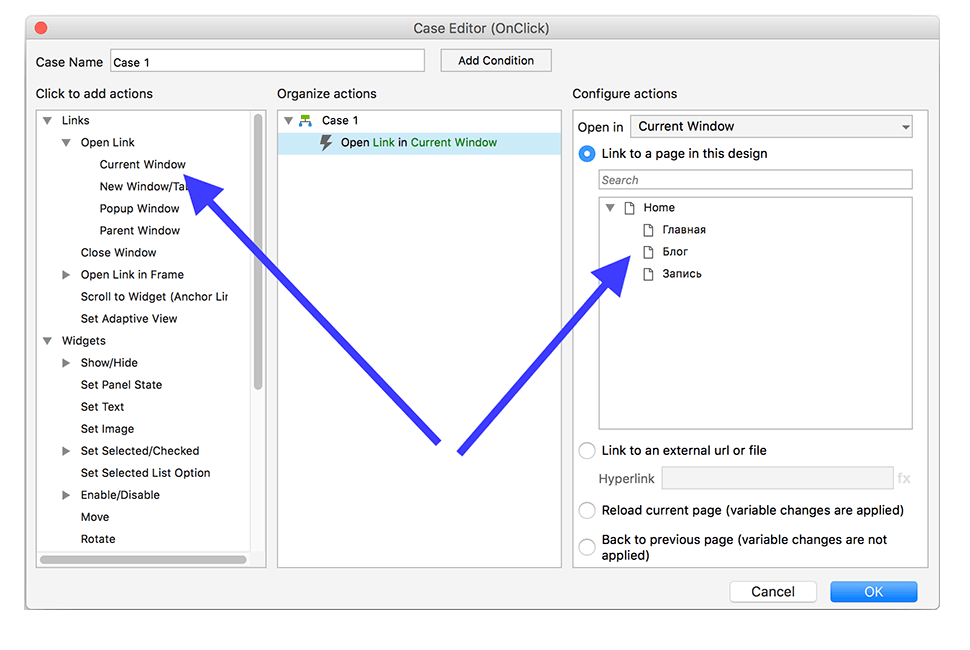 Case Editor (OnClick)
Case Name
Case 1
Add Condition
Click to add actions
Links
Open Link
Current Window
New Window/Ta
Popup Window
Parent Window
Close Window
Open Link in Frame
Scroll to Widget (Anchor Lir
Set Adaptive View
Widgets
Show/Hide
Set Panel State
Set Text
Set Image
Set Selected/Checked
Set Selected List Option
Enable/Disable
Move
Rotate
Organize actions
Case 1
Open Link in Current Window
Configure actions
Open in
Current Window
Link to a page in this design
Search
Home
Главная
Блог
Запись
Link to an external url or file
Hyperlink
fx
Reload current page (variable changes are applied)
Back to previous page (variable changes are not
applied)
Cancel
OK